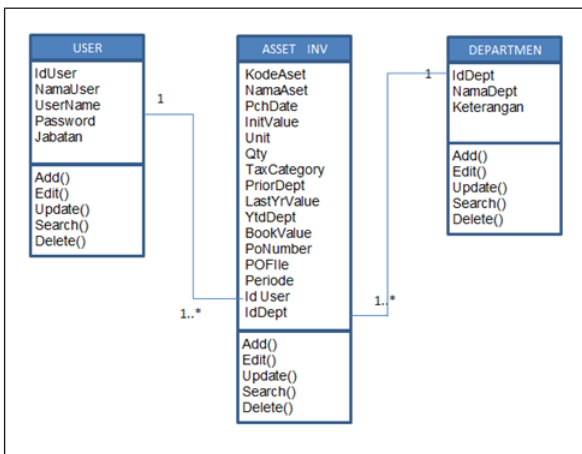 USER
IdUser
NamaUser
UserName
Password
Jabatan
Add()
Edit()
Update()
Search()
Delete()
1
1..*
ASSET INV
KodeAset
NamaAset
PchDate
InitValue
Unit
Qty
TaxCategory
PriorDept
LastYrValue
YtdDept
BookValue
PoNumber
POFIle
Periode
Id User
IdDept
Add()
Edit()
Update()
Search()
Delete()
1
1..*
DEPARTMEN
IdDept
NamaDept
Keterangan
Add()
Edit()
Update()
Search()
Delete()